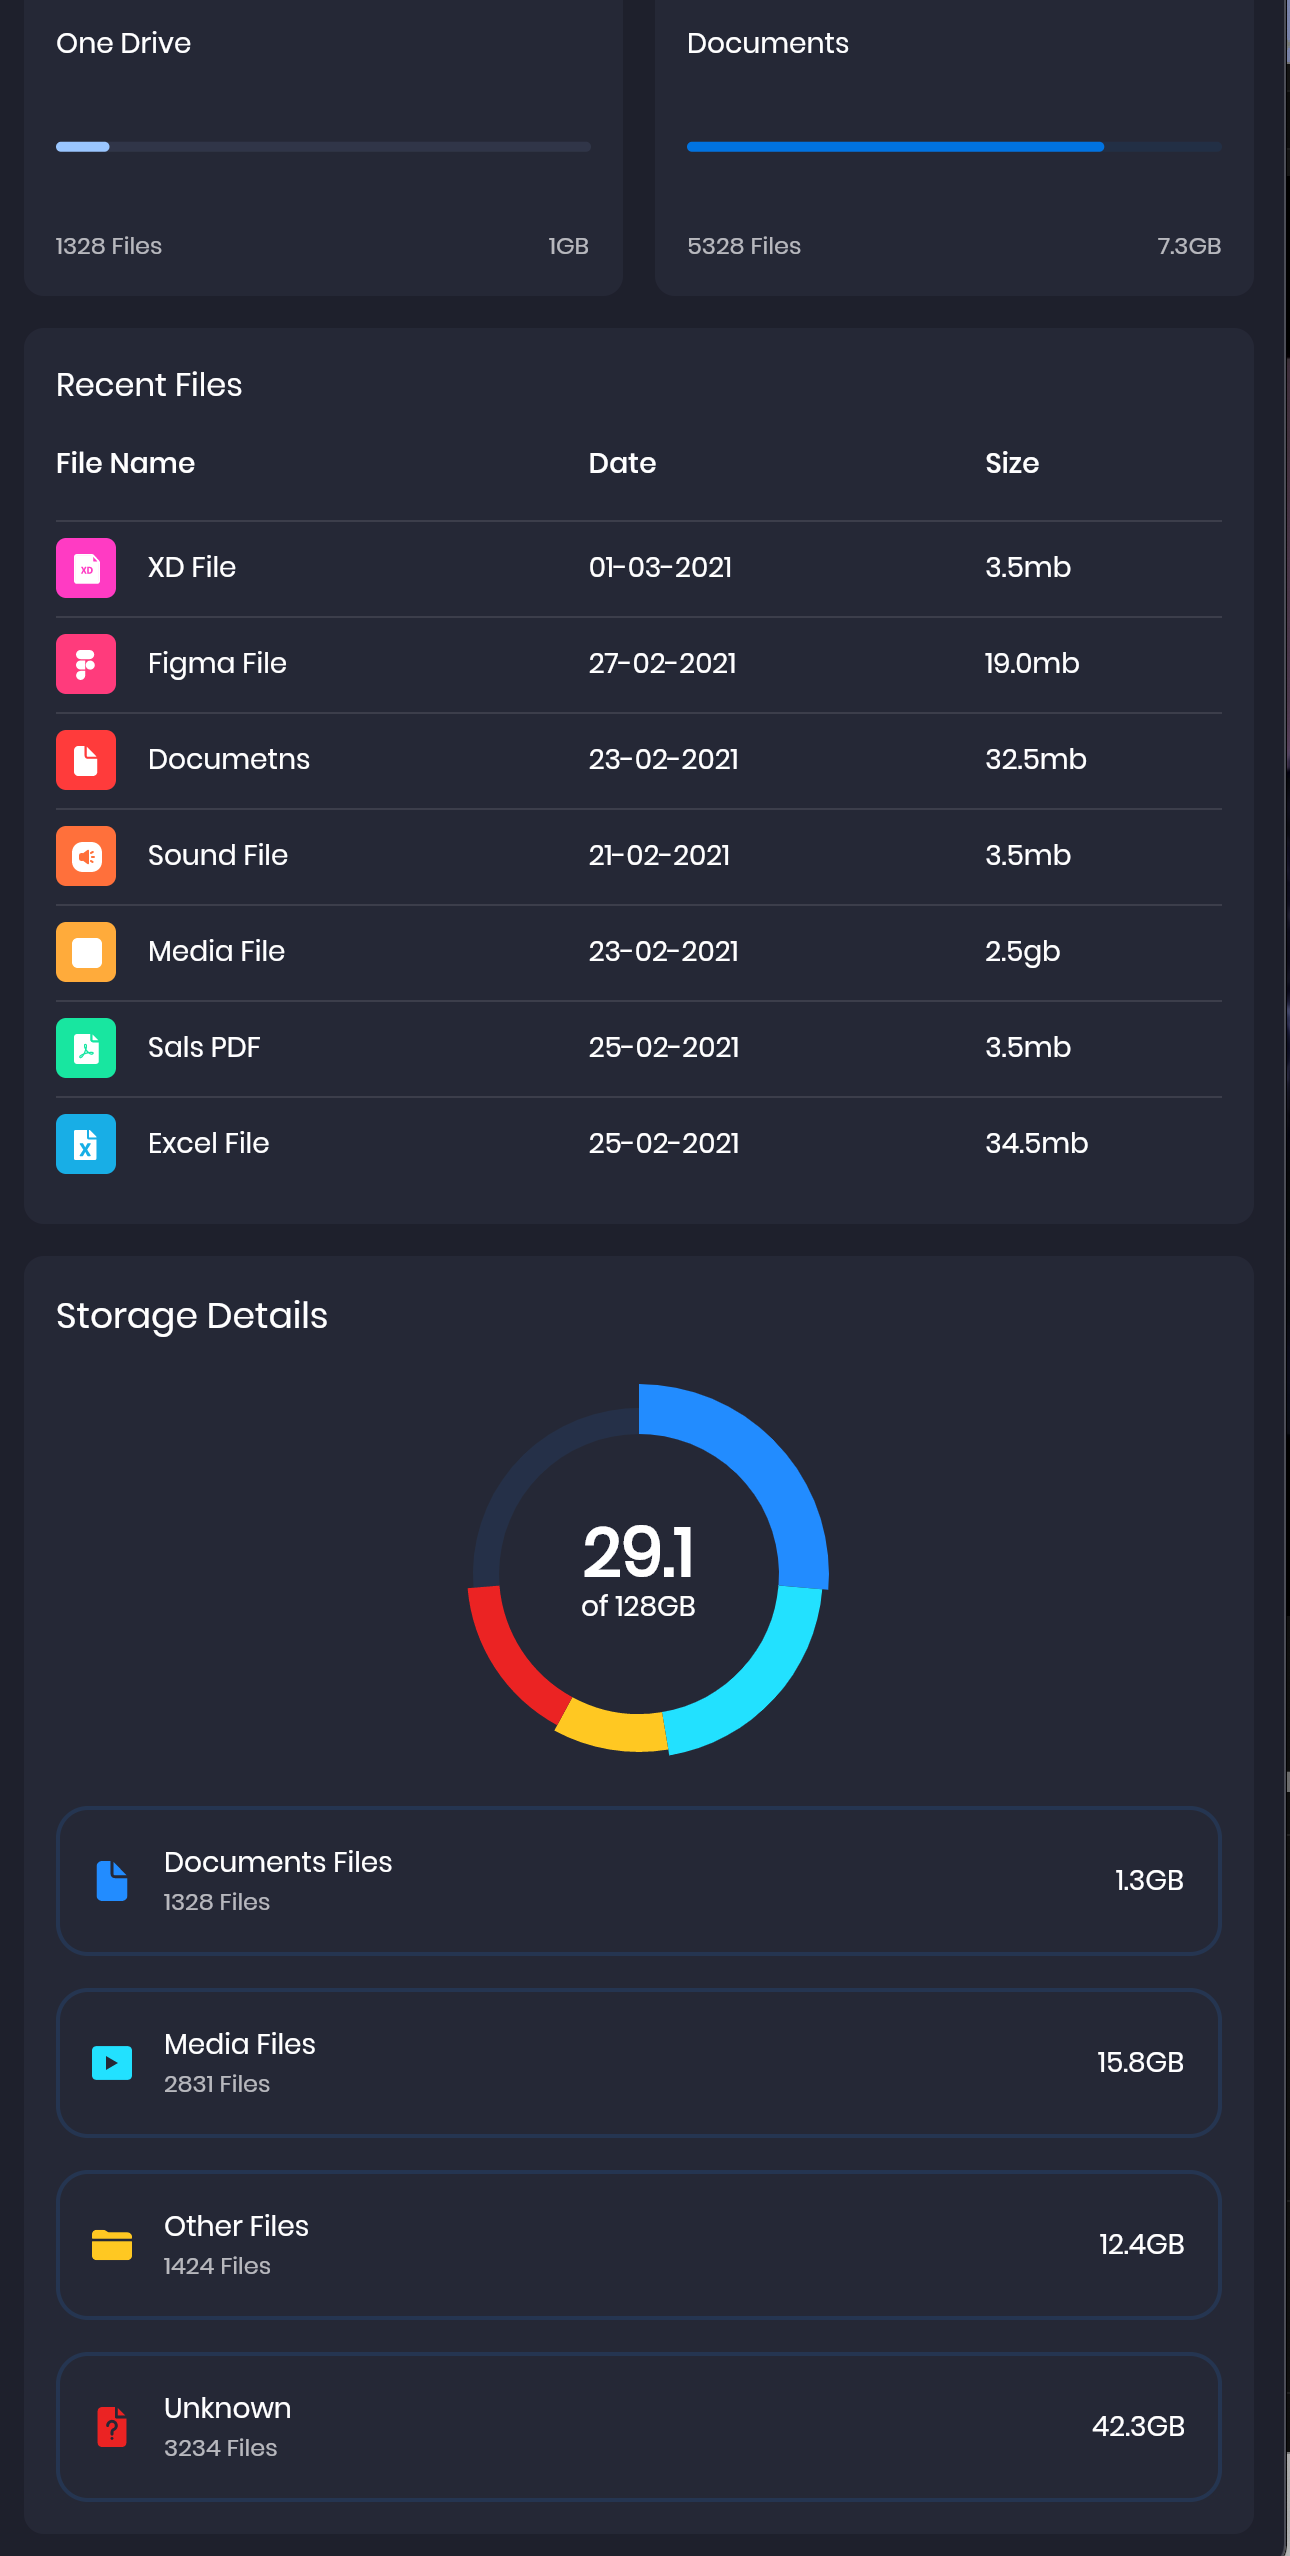 One Drive
Documents
1328 Files
1GB
5328 Files
7.3GB
Recent Files
File Name Date Size
XD
XD File 01-03-2021 3.5mb
Figma File 27-02-2021 19.0mb
Documetns 23-02-2021 32.5mb
Sound File 21-02-2021 3.5mb
Media File 23-02-2021 2.5gb
Sals PDF 25-02-2021 3.5mb
X
Excel File 25-02-2021 34.5mb
Storage Details
29.1
of 128GB
Documents Files
1328 Files
1.3GB
Media Files
2831 Files
15.8GB
Other Files
1424 Files
12.4GB
?
Unknown
3234 Files
42.3GB